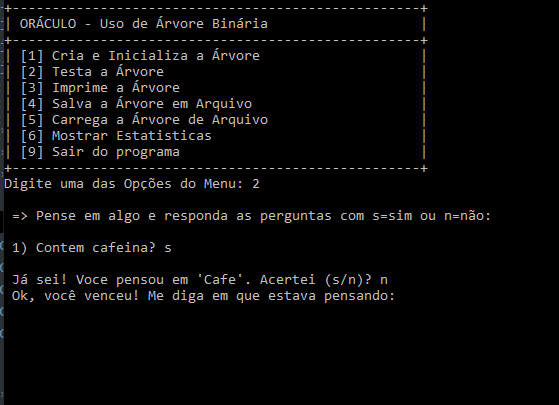 +---------------------------------------------------+
| ORÁCULO - Uso de Árvore Binária |
+---------------------------------------------------+
| [1] Cria e Inicializa a Árvore |
| [2] Testa a Árvore |
| [3] Imprime a Árvore |
| [4] Salva a Árvore em Arquivo |
| [5] Carrega a Árvore de Arquivo |
| [6] Mostrar Estatisticas |
| [9] Sair do programa |
+---------------------------------------------------+
Digite uma das Opções do Menu: 2
=> Pense em algo e responda as perguntas com s=sim ou n=não:
1) Contem cafeina? s
Já sei! Voce pensou em 'Cafe'. Acertei (s/n)? n
Ok, você venceu! Me diga em que estava pensando: